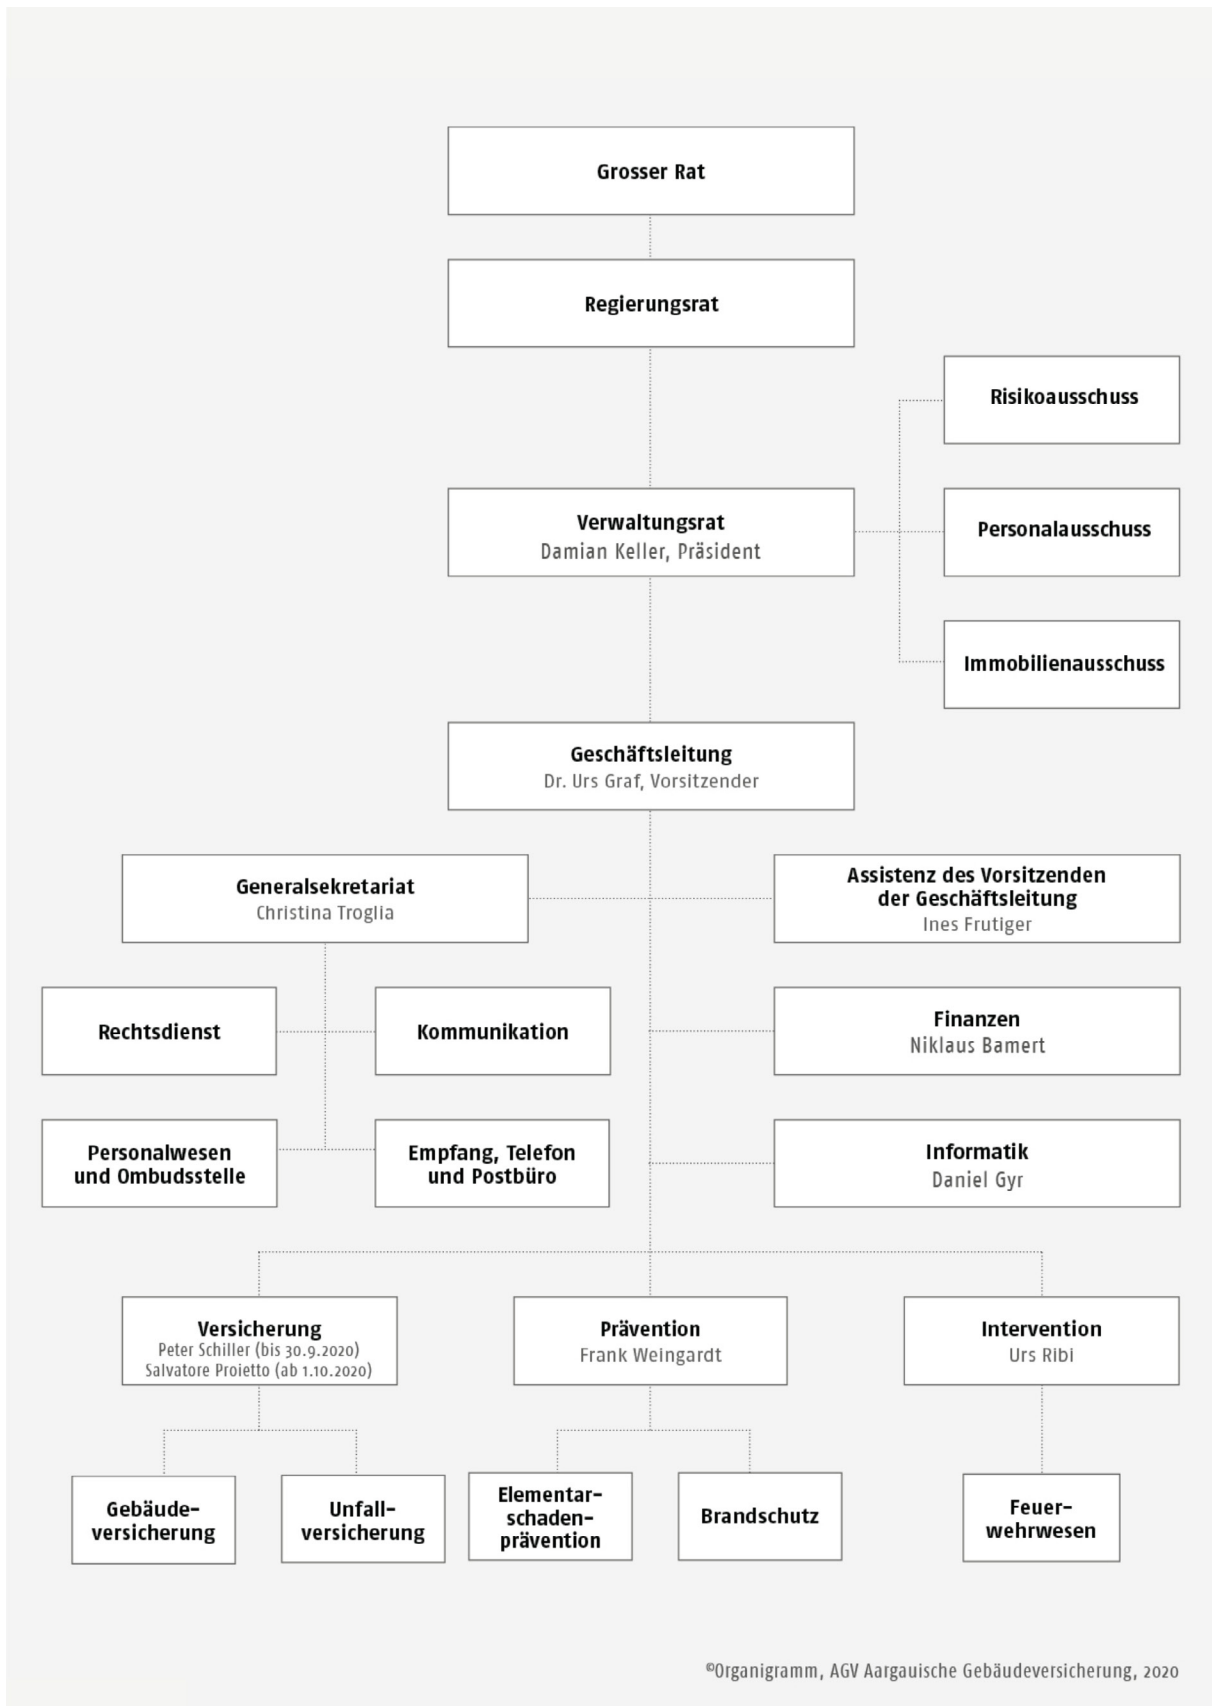 Grosser Rat
Regierungsrat
Risikoausschuss
Verwaltungsrat
Damian Keller, Präsident
Personalausschuss
Immobilienausschuss
Geschäftsleitung
Dr. Urs Graf, Vorsitzender
Generalsekretariat
Christina Troglia
Assistenz des Vorsitzenden
der Geschäftsleitung
Ines Frutiger
Rechtsdienst
Kommunikation
Finanzen
Niklaus Bamert
Personalwesen
und Ombudsstelle
Empfang, Telefon
und Postbüro
Informatik
Daniel Gyr
Versicherung
Peter Schiller (bis 30.9.2020)
Salvatore Proietto (ab 1.10.2020)
Prävention
Frank Weingardt
Intervention
Urs Ribi
Gebäude-
versicherung
Unfall-
versicherung
Elementar-
schaden-
prävention
Brandschutz
Feuer-
wehrwesen
©Organigramm, AGV Aargauische Gebäudeversicherung, 2020